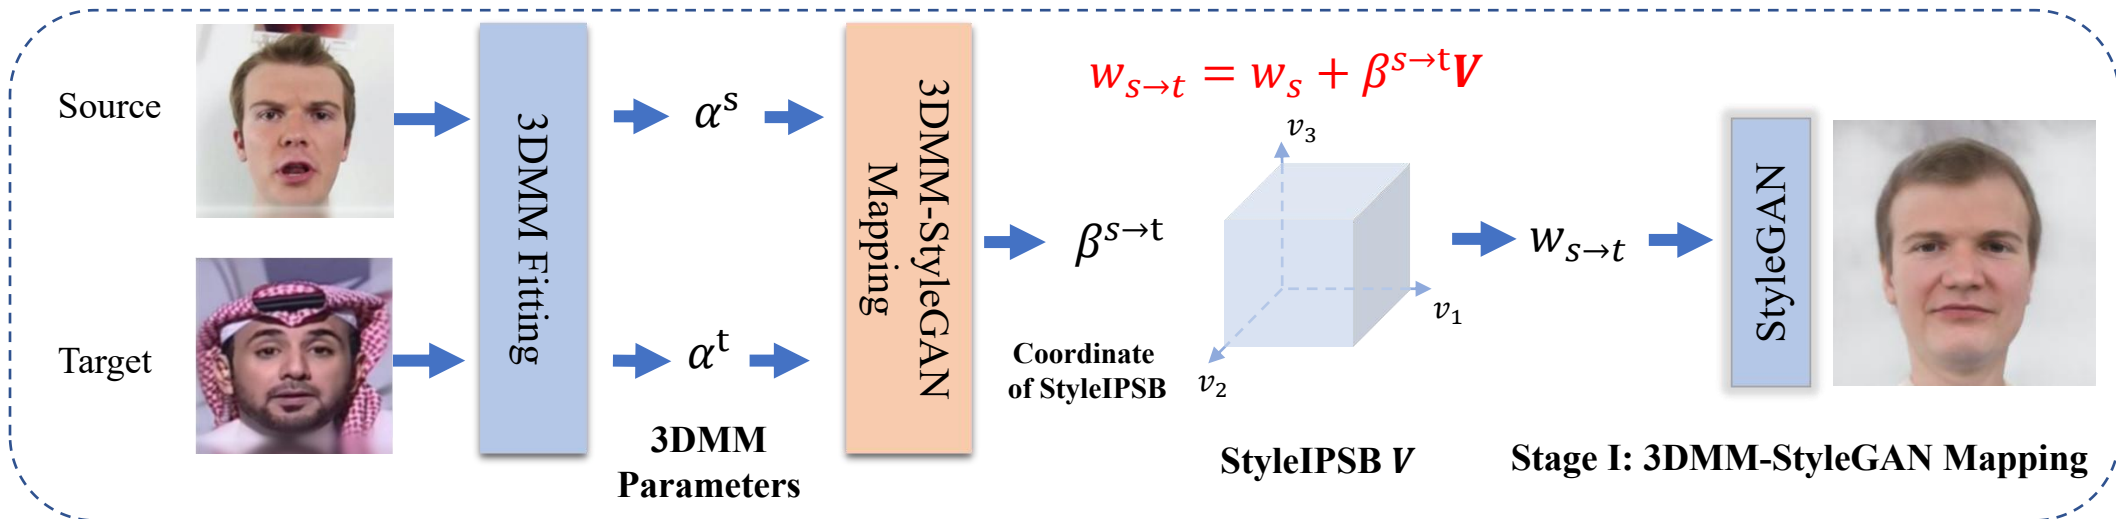 Source
Target
3DMM Fitting
α^s
α^t
3DMM
Parameters
3DMM-StyleGAN
Mapping
β^{s→t}
Coordinate
of StyleIPSB
w_{s→t} = w_s + β^{s→t}V
v_3
v_1
v_2
StyleIPSB V
w_{s→t}
StyleGAN
Stage I: 3DMM-StyleGAN Mapping